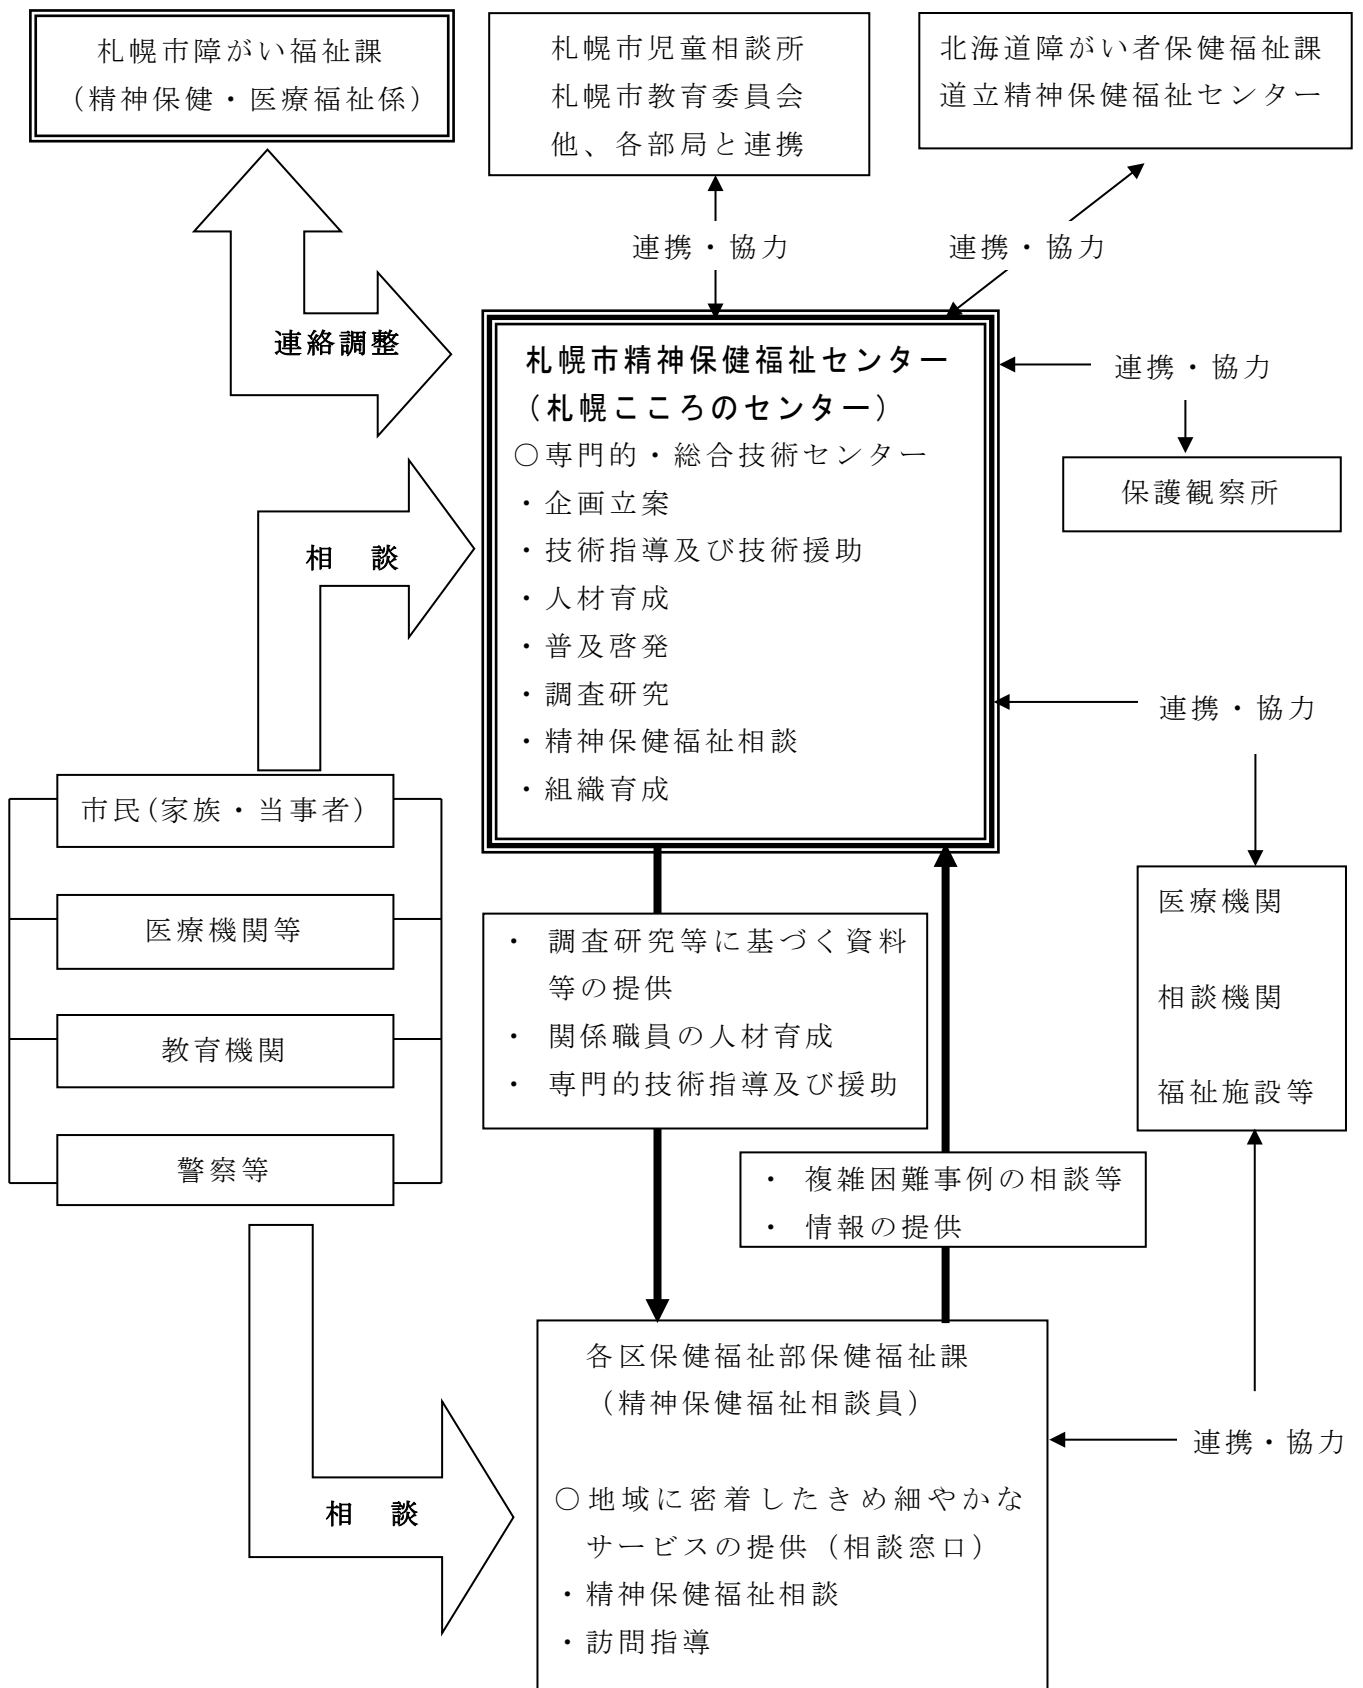 札幌市障がい福祉課
（精神保健・医療福祉係）
札幌市児童相談所
札幌市教育委員会
他、各部局と連携
北海道障がい者保健福祉課
道立精神保健福祉センター
連携・協力
連携・協力
連絡調整
札幌市精神保健福祉センター
（札幌こころのセンター）
○専門的・総合技術センター
・企画立案
・技術指導及び技術援助
・人材育成
・普及啓発
・調査研究
・精神保健福祉相談
・組織育成
連携・協力
保護観察所
相　談
連携・協力
市民（家族・当事者）
医療機関等
教育機関
警察等
医療機関
相談機関
福祉施設等
・ 調査研究等に基づく資料
等の提供
・ 関係職員の人材育成
・ 専門的技術指導及び援助
・ 複雑困難事例の相談等
・ 情報の提供
各区保健福祉部保健福祉課
（精神保健福祉相談員）
○地域に密着したきめ細やかな
サービスの提供（相談窓口）
・精神保健福祉相談
・訪問指導
連携・協力
相　談